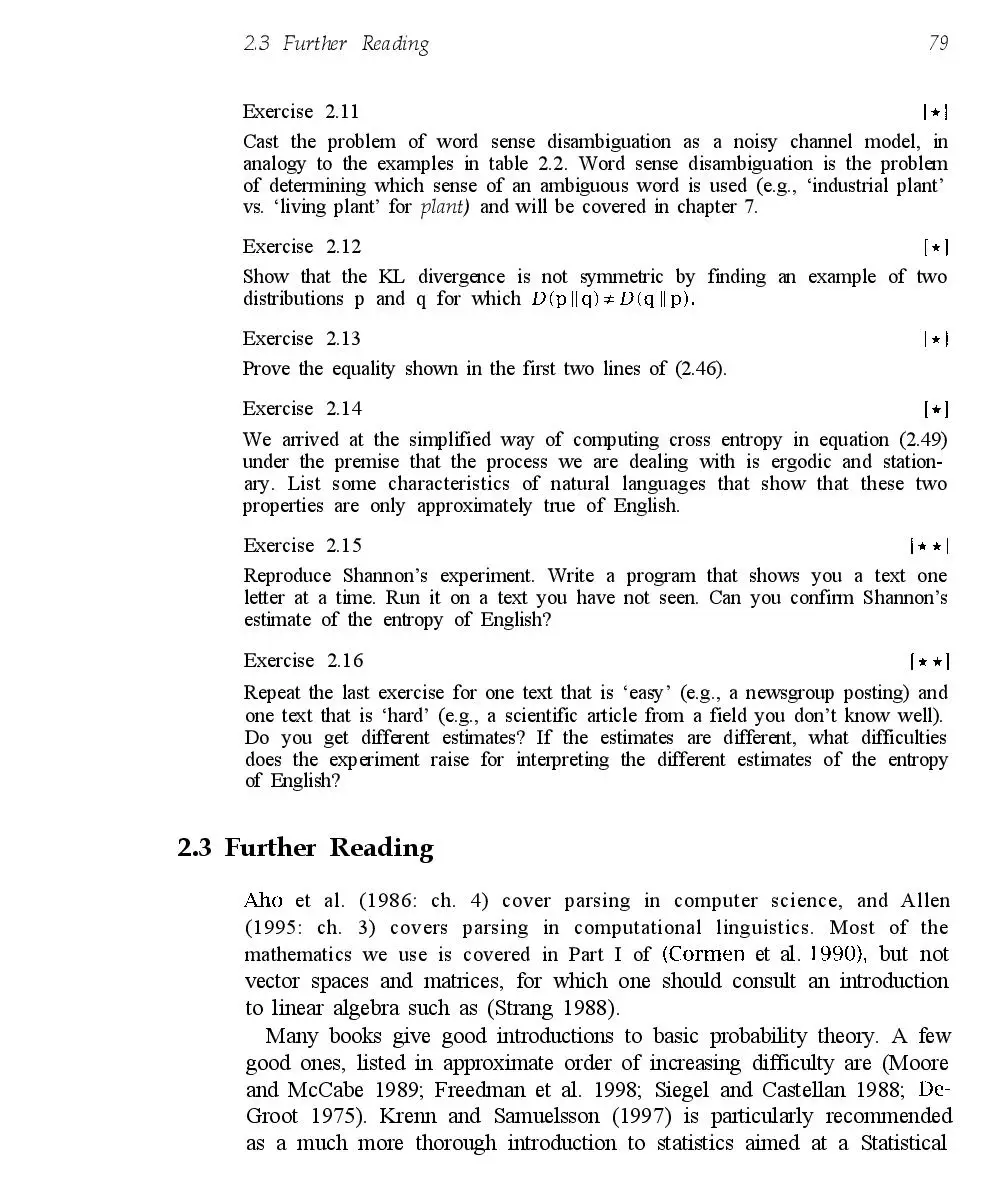 2.3 Further Reading 79
Exercise 2.11 [⋆]
Cast the problem of word sense disambiguation as a noisy channel model, in
analogy to the examples in table 2.2. Word sense disambiguation is the problem
of determining which sense of an ambiguous word is used (e.g., ‘industrial plant’
vs. ‘living plant’ for plant) and will be covered in chapter 7.
Exercise 2.12 [⋆]
Show that the KL divergence is not symmetric by finding an example of two
distributions p and q for which D(p||q) ≠ D(q||p).
Exercise 2.13 [⋆]
Prove the equality shown in the first two lines of (2.46).
Exercise 2.14 [⋆]
We arrived at the simplified way of computing cross entropy in equation (2.49)
under the premise that the process we are dealing with is ergodic and station-
ary. List some characteristics of natural languages that show that these two
properties are only approximately true of English.
Exercise 2.15 [⋆⋆]
Reproduce Shannon’s experiment. Write a program that shows you a text one
letter at a time. Run it on a text you have not seen. Can you confirm Shannon’s
estimate of the entropy of English?
Exercise 2.16 [⋆⋆]
Repeat the last exercise for one text that is ‘easy’ (e.g., a newsgroup posting) and
one text that is ‘hard’ (e.g., a scientific article from a field you don’t know well).
Do you get different estimates? If the estimates are different, what difficulties
does the experiment raise for interpreting the different estimates of the entropy
of English?
2.3 Further Reading
Aho et al. (1986: ch. 4) cover parsing in computer science, and Allen
(1995: ch. 3) covers parsing in computational linguistics. Most of the
mathematics we use is covered in Part I of (Cormen et al. 1990), but not
vector spaces and matrices, for which one should consult an introduction
to linear algebra such as (Strang 1988).
Many books give good introductions to basic probability theory. A few
good ones, listed in approximate order of increasing difficulty are (Moore
and McCabe 1989; Freedman et al. 1998; Siegel and Castellan 1988; De-
Groot 1975). Krenn and Samuelsson (1997) is particularly recommended
as a much more thorough introduction to statistics aimed at a Statistical